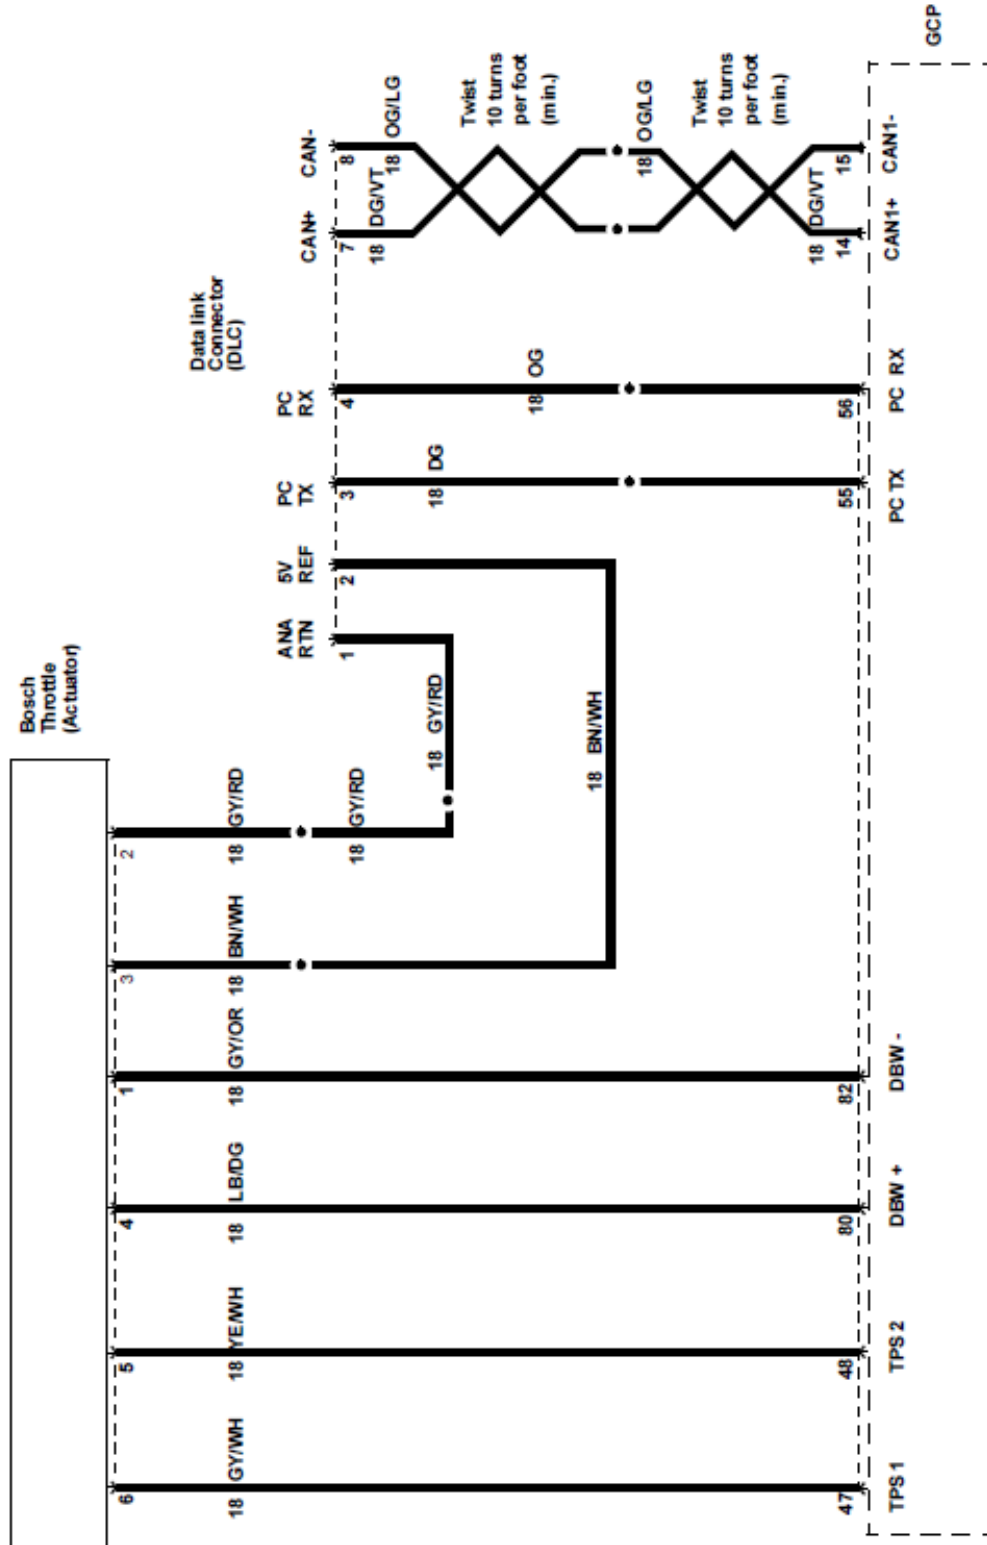 Bosch
Throttle
(Actuator)
6
5
4
1
3
2
18 GY/WH
18 YE/WH
18 LB/DG
18 GY/OR
18 BN/WH
18 GY/RD
18 GY/RD
Data link
Connector
(DLC)
ANA
RTN
5V
REF
PC
TX
PC
RX
CAN+
CAN-
1
2
3
4
7
8
18 DG/VT
18 OG/LG
18 GY/RD
18 DG
18 OG
Twist
10 turns
per foot
(min.)
18 BN/WH
18 OG/LG
Twist
10 turns
per foot
(min.)
18 DG/VT
47
48
80
82
55
56
14
15
TPS 1
TPS 2
DBW +
DBW -
PC TX
PC RX
CAN1+
CAN1-
GCP